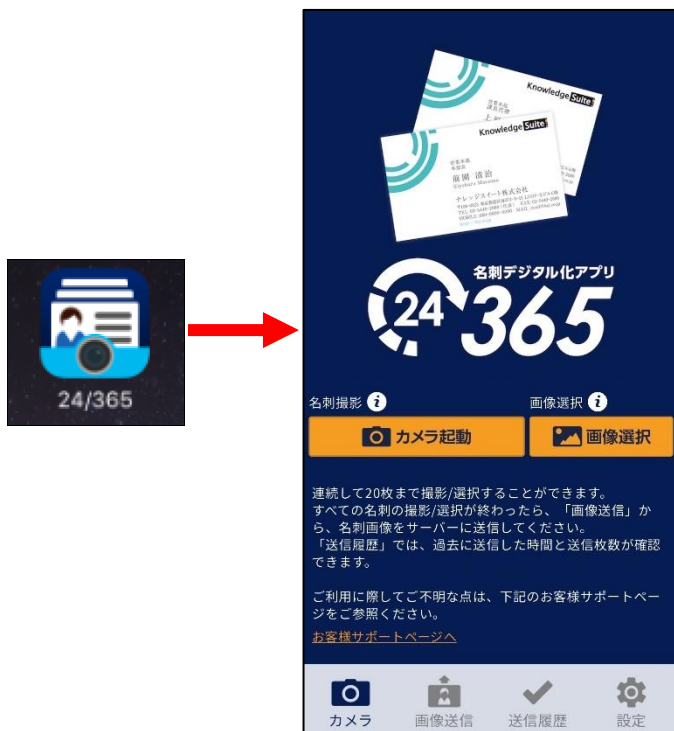 24/365
Knowledge Suite
Knowledge Suite
営業本部
前園 清治
ナレッジスイート株式会社
名刺デジタル化アプリ
24
365
名刺撮影 i
画像選択 i
カメラ起動
画像選択
連続して20枚まで撮影/選択することができます。
すべての名刺の撮影/選択が終わったら、「画像送信」か
ら、名刺画像をサーバーに送信してください。
「送信履歴」では、過去に送信した時間と送信枚数が確認
できます。
ご利用に際してご不明な点は、下記のお客様サポートペー
ジをご参照ください。
お客様サポートページへ
カメラ
画像送信
送信履歴
設定